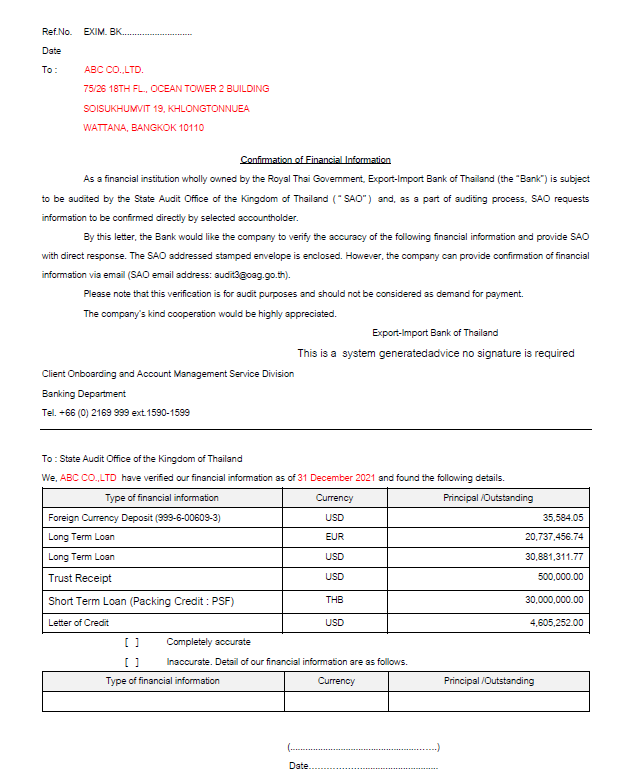 Ref.No. EXIM. BK............................
Date
To : ABC CO.,LTD.
75/26 18TH FL., OCEAN TOWER 2 BUILDING
SOISUKHUMVIT 19, KHLONGTONNUEA
WATTANA, BANGKOK 10110
Confirmation of Financial Information
As a financial institution wholly owned by the Royal Thai Government, Export-Import Bank of Thailand (the "Bank") is subject
to be audited by the State Audit Office of the Kingdom of Thailand ( " SAO" ) and, as a part of auditing process, SAO requests
information to be confirmed directly by selected accountholder.
By this letter, the Bank would like the company to verify the accuracy of the following financial information and provide SAO
with direct response. The SAO addressed stamped envelope is enclosed. However, the company can provide confirmation of financial
information via email (SAO email address: audit3@oag.go.th).
Please note that this verification is for audit purposes and should not be considered as demand for payment.
The company's kind cooperation would be highly appreciated.
Export-Import Bank of Thailand
This is a system generatedadvice no signature is required
Client Onboarding and Account Management Service Division
Banking Department
Tel. +66 (0) 2169 999 ext.1590-1599
To : State Audit Office of the Kingdom of Thailand
We, ABC CO.,LTD have verified our financial information as of 31 December 2021 and found the following details.
Type of financial information Currency Principal /Outstanding
Foreign Currency Deposit (999-6-00609-3) USD 35,584.05
Long Term Loan EUR 20,737,456.74
Long Term Loan USD 30,881,311.77
Trust Receipt USD 500,000.00
Short Term Loan (Packing Credit : PSF) THB 30,000,000.00
Letter of Credit USD 4,605,252.00
[ ] Completely accurate
[ ] Inaccurate. Detail of our financial information are as follows.
Type of financial information Currency Principal /Outstanding
(..........................................................)
Date....................................................